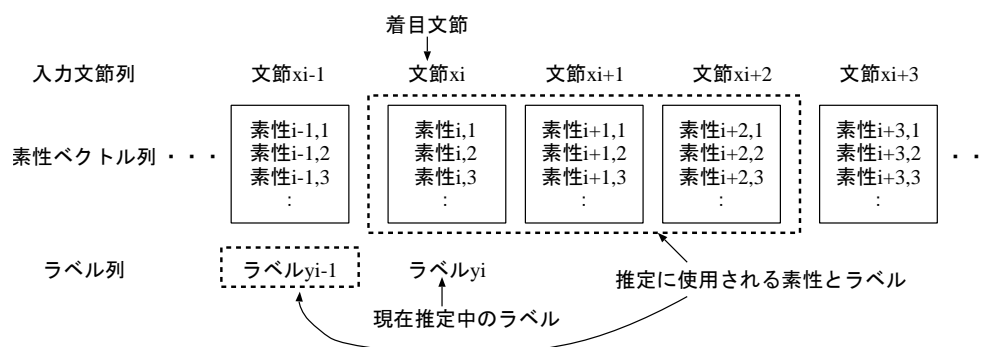 着目文節
入力文節列 文節xi-1 文節xi 文節xi+1 文節xi+2 文節xi+3
素性i-1,1 素性i,1 素性i+1,1 素性i+2,1 素性i+3,1
素性ベクトル列・・・ 素性i-1,2 素性i,2 素性i+1,2 素性i+2,2 素性i+3,2 ・・
素性i-1,3 素性i,3 素性i+1,3 素性i+2,3 素性i+3,3
: : : : :
ラベル列 ラベルyi-1 ラベルyi 推定に使用される素性とラベル
現在推定中のラベル